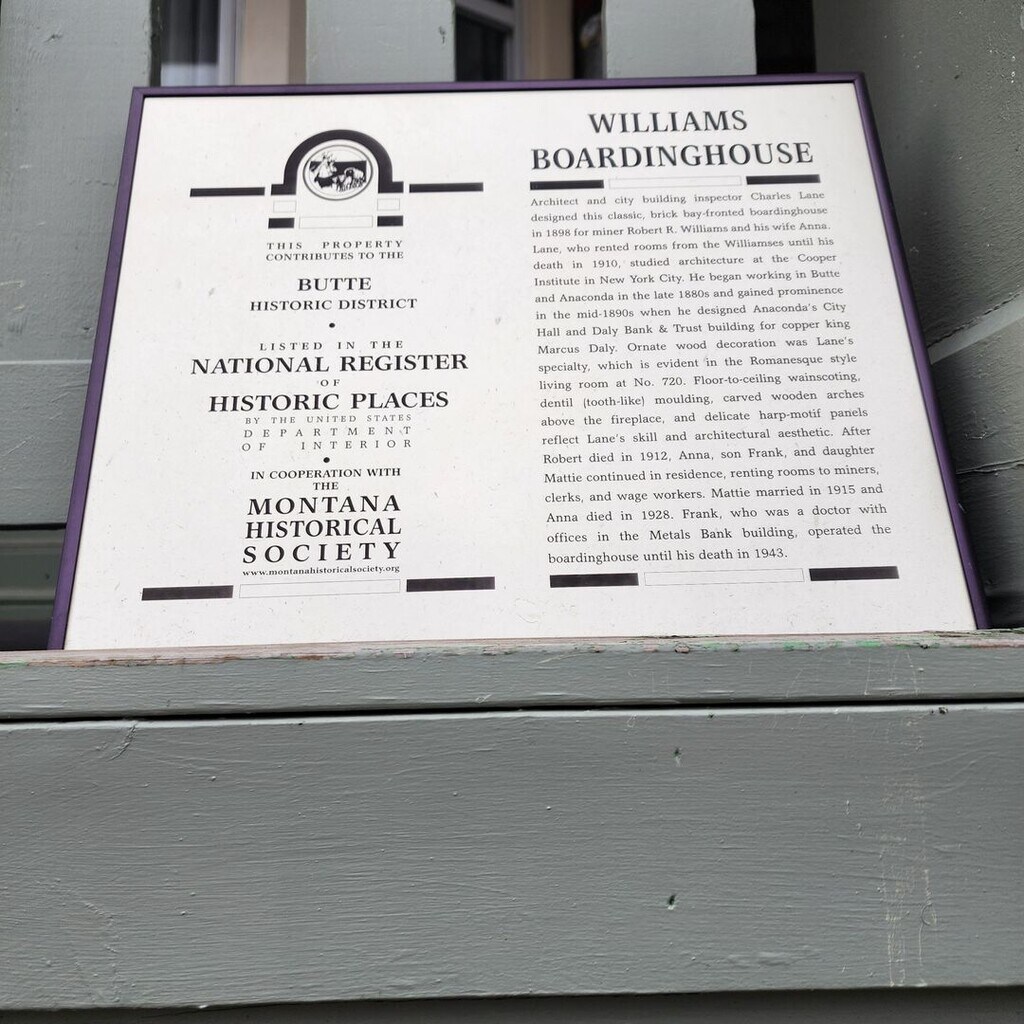 THIS PROPERTY
CONTRIBUTES TO THE
BUTTE
HISTORIC DISTRICT
•
LISTED IN THE
NATIONAL REGISTER
OF
HISTORIC PLACES
BY THE UNITED STATES
DEPARTMENT
OF INTERIOR
•
IN COOPERATION WITH
THE
MONTANA
HISTORICAL
SOCIETY
www.montanahistoricalsociety.org
WILLIAMS
BOARDINGHOUSE
Architect and city building inspector Charles Lane
designed this classic, brick bay-fronted boardinghouse
in 1898 for miner Robert R. Williams and his wife Anna.
Lane, who rented rooms from the Williamses until his
death in 1910, studied architecture at the Cooper
Institute in New York City. He began working in Butte
and Anaconda in the late 1880s and gained prominence
in the mid-1890s when he designed Anaconda's City
Hall and Daly Bank & Trust building for copper king
Marcus Daly. Ornate wood decoration was Lane's
specialty, which is evident in the Romanesque style
living room at No. 720. Floor-to-ceiling wainscoting,
dentil (tooth-like) moulding, carved wooden arches
above the fireplace, and delicate harp-motif panels
reflect Lane's skill and architectural aesthetic. After
Robert died in 1912, Anna, son Frank, and daughter
Mattie continued in residence, renting rooms to miners,
clerks, and wage workers. Mattie married in 1915 and
Anna died in 1928. Frank, who was a doctor with
offices in the Metals Bank building, operated the
boardinghouse until his death in 1943.